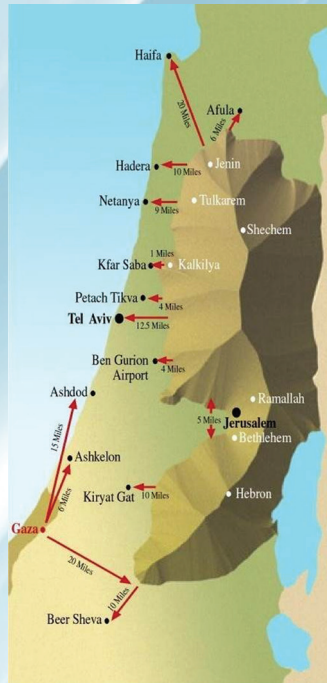 Haifa
20 Miles
Afula
6 Miles
Hadera
10 Miles
Jenin
Netanya
9 Miles
Tulkarem
Shechem
1 Miles
Kfar Saba
Kalkilya
Petach Tikva
4 Miles
Tel Aviv
12.5 Miles
Ben Gurion
Airport
4 Miles
Ashdod
Ramallah
5 Miles
Jerusalem
Bethlehem
15 Miles
Ashkelon
6 Miles
Kiryat Gat
10 Miles
Hebron
Gaza
20 Miles
10 Miles
Beer Sheva